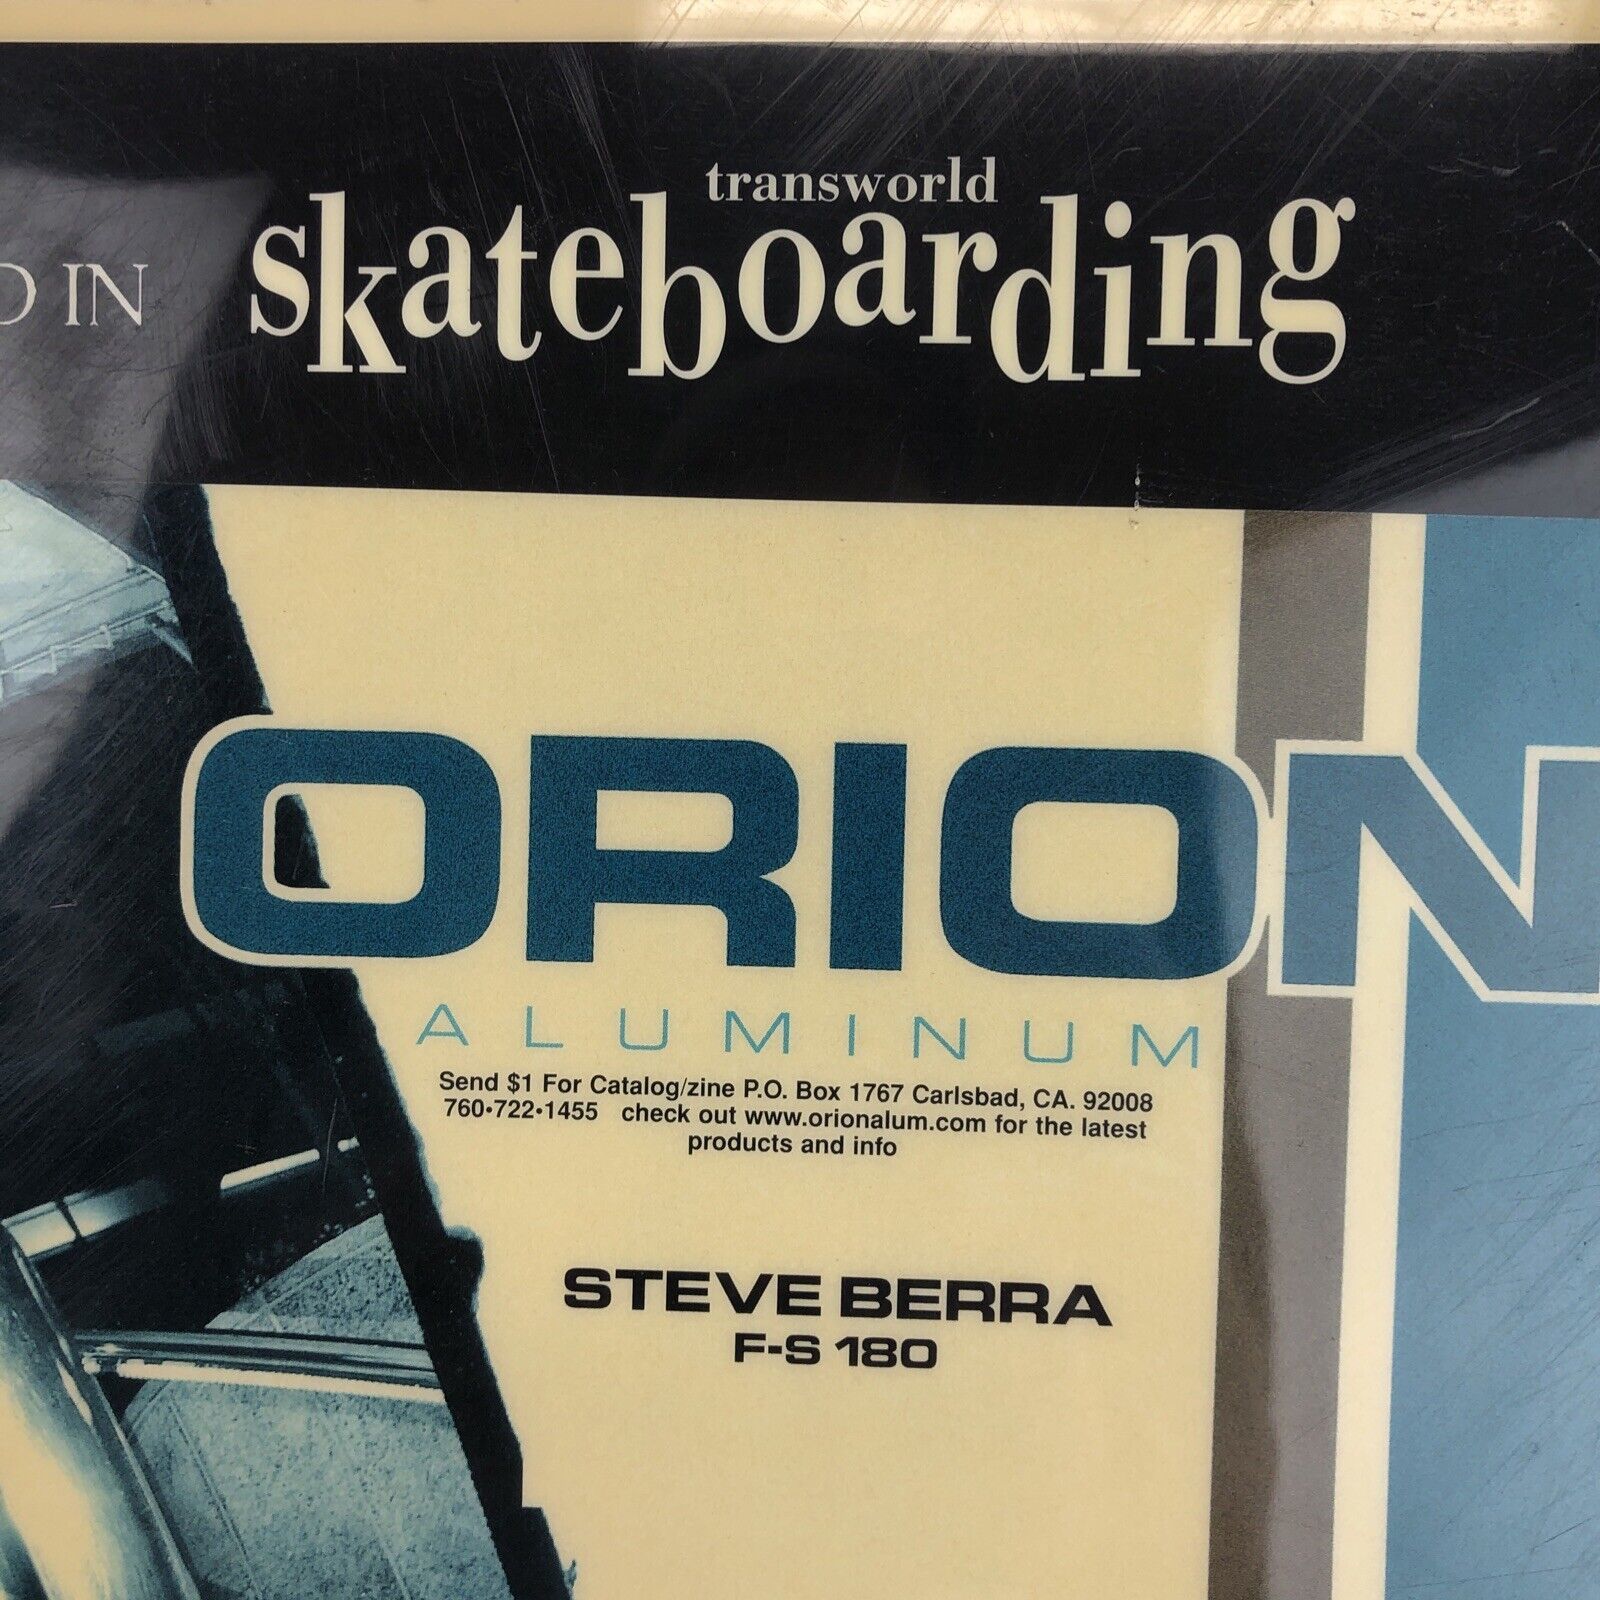 IN
transworld
skateboarding
ORION
ALUMINUM
Send $1 For Catalog/zine P.O. Box 1767 Carlsbad, CA. 92008
760•722•1455 check out www.orionalum.com for the latest
products and info
STEVE BERRA
F-S 180